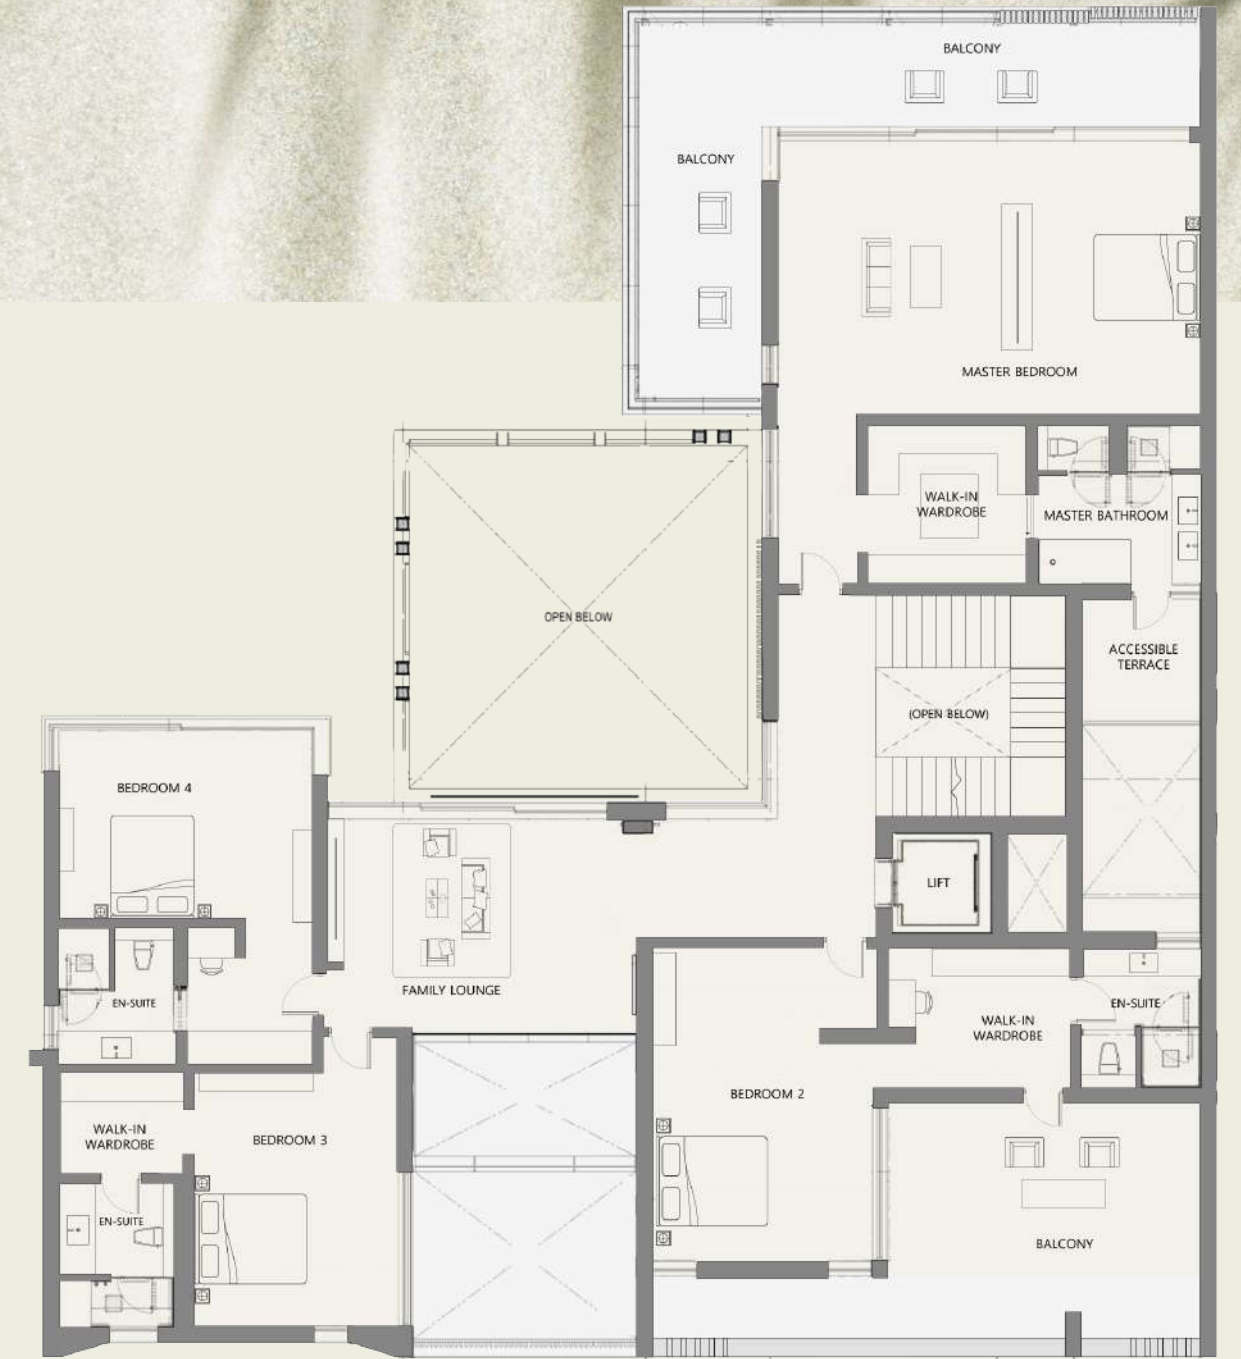 BALCONY
BALCONY
MASTER BEDROOM
WALK-IN
WARDROBE
MASTER BATHROOM
OPEN BELOW
ACCESSIBLE
TERRACE
(OPEN BELOW)
BEDROOM 4
LIFT
FAMILY LOUNGE
EN-SUITE
EN-SUITE
WALK-IN
WARDROBE
BEDROOM 2
WALK-IN
WARDROBE
BEDROOM 3
EN-SUITE
BALCONY